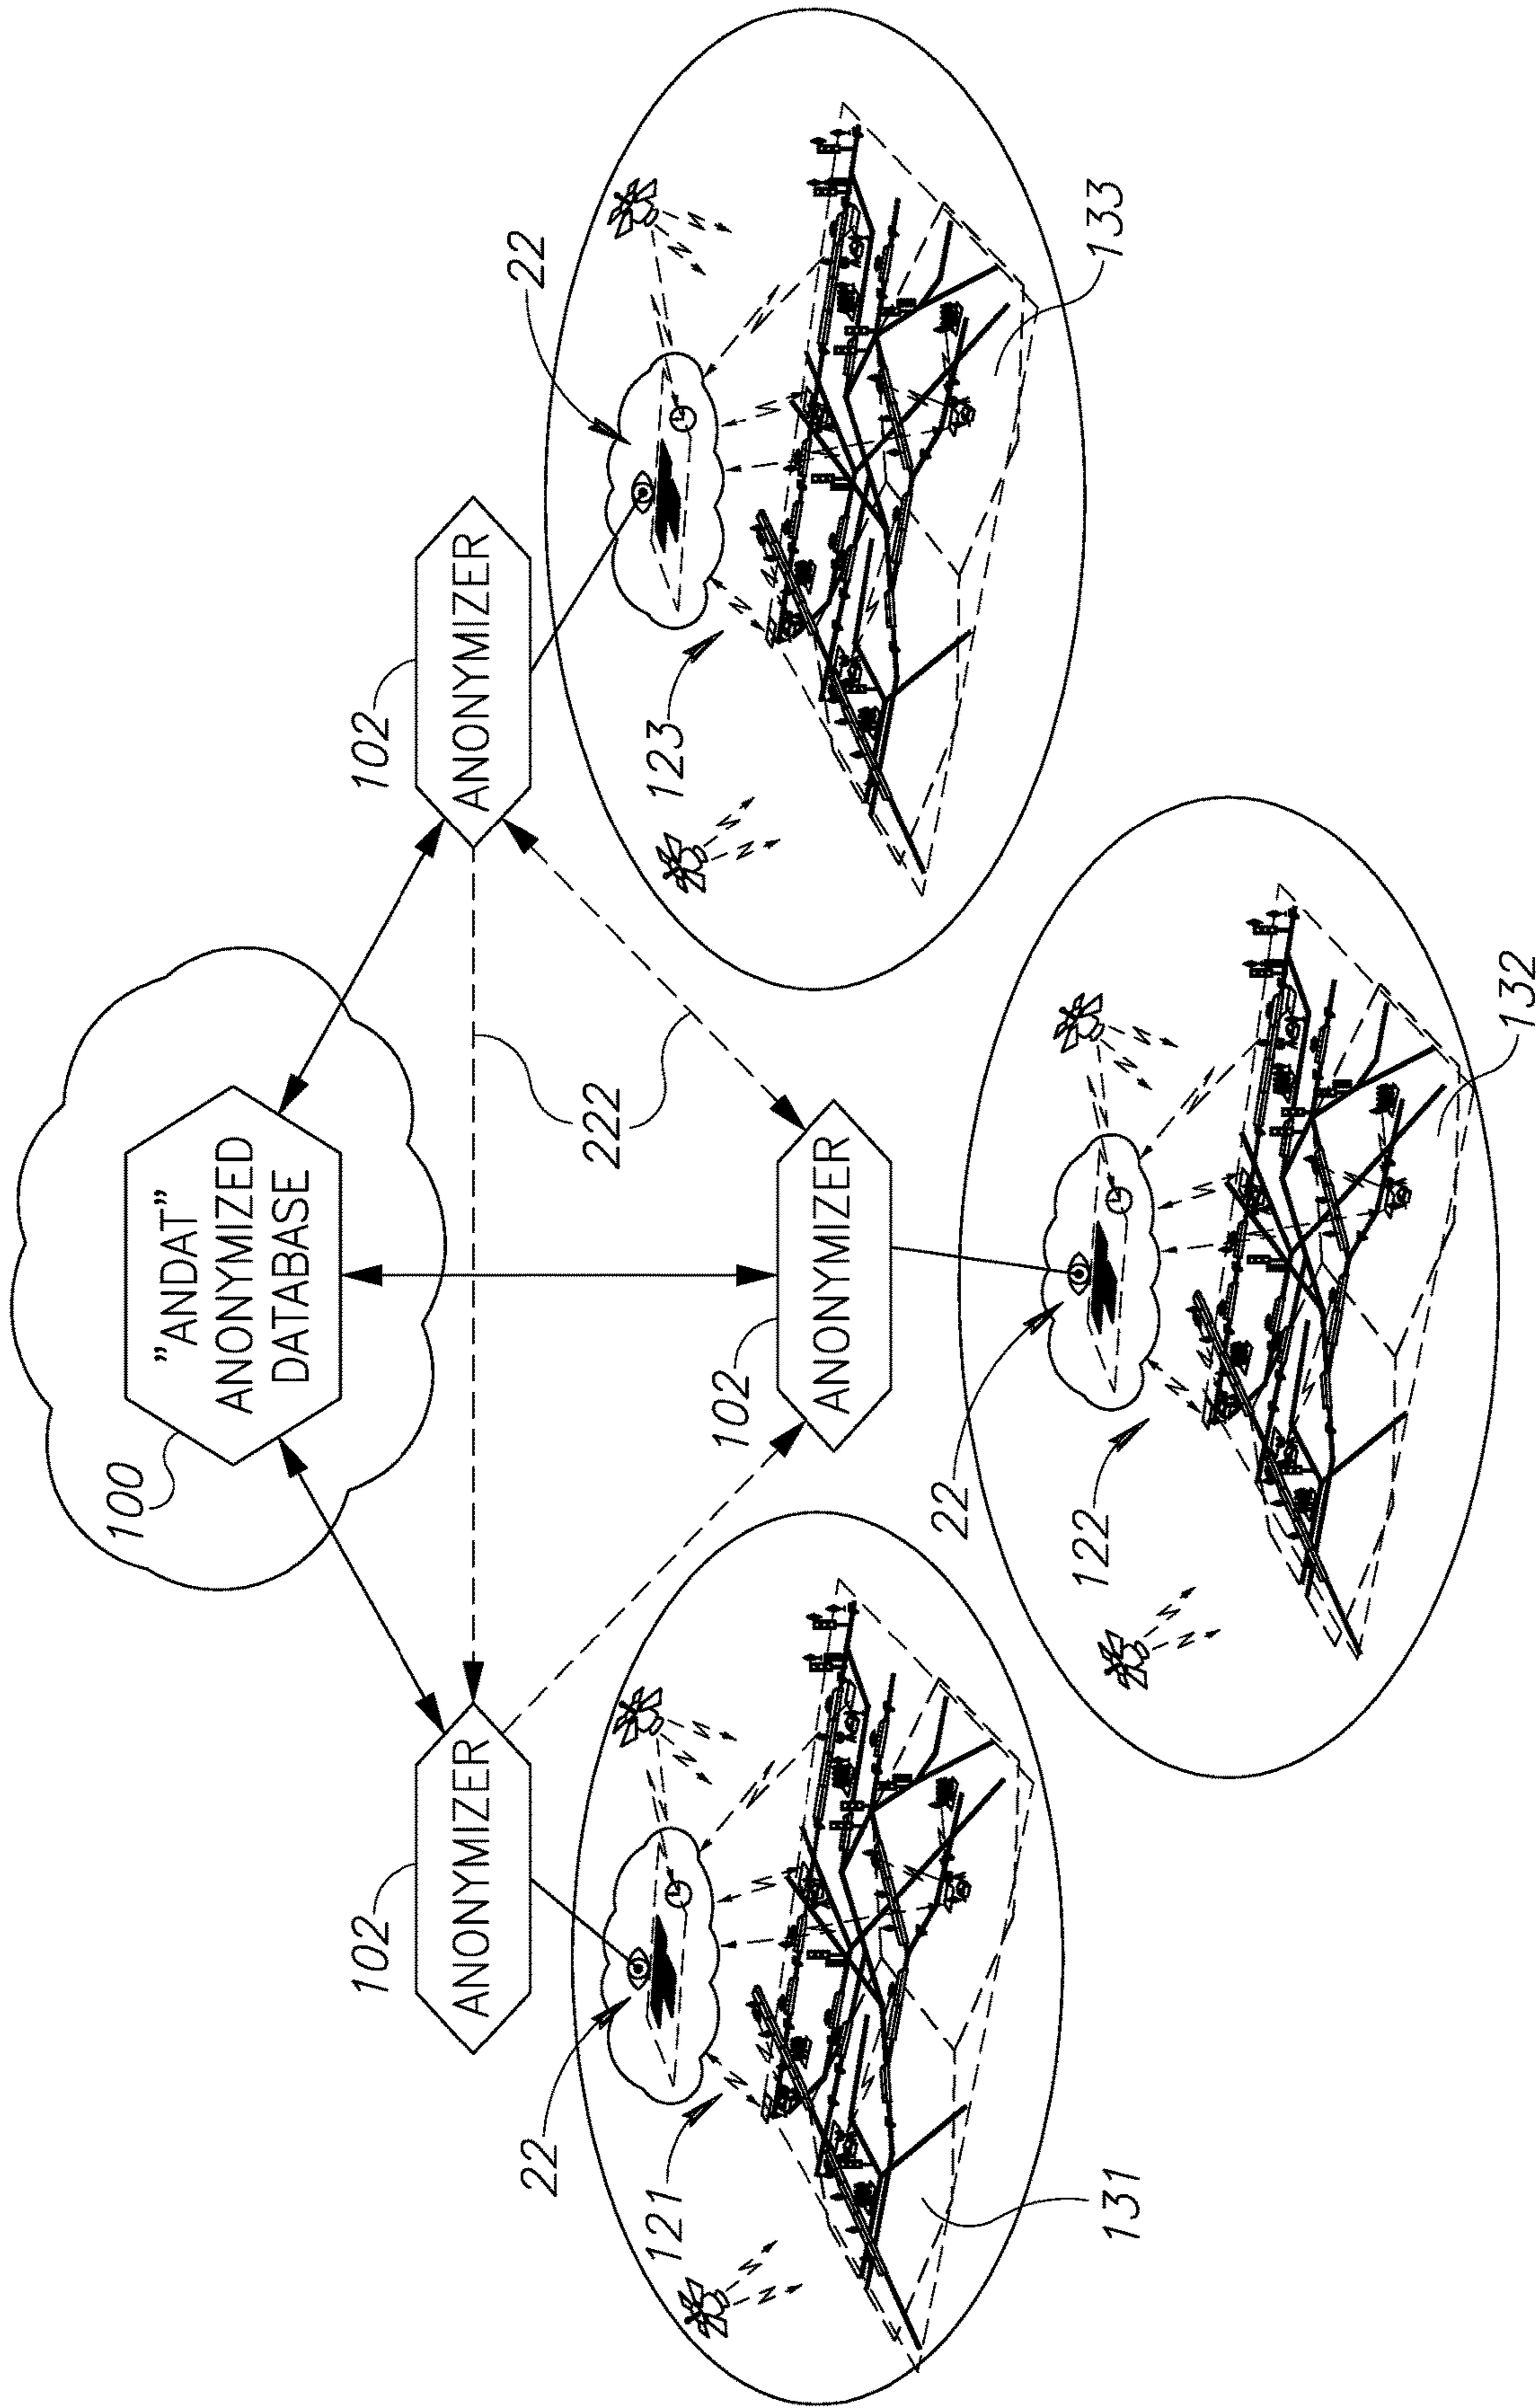 100
"ANDAT"
ANONYMIZED
DATABASE
222
102
ANONYMIZER
102
ANONYMIZER
102
ANONYMIZER
22
121
131
22
122
132
22
123
133